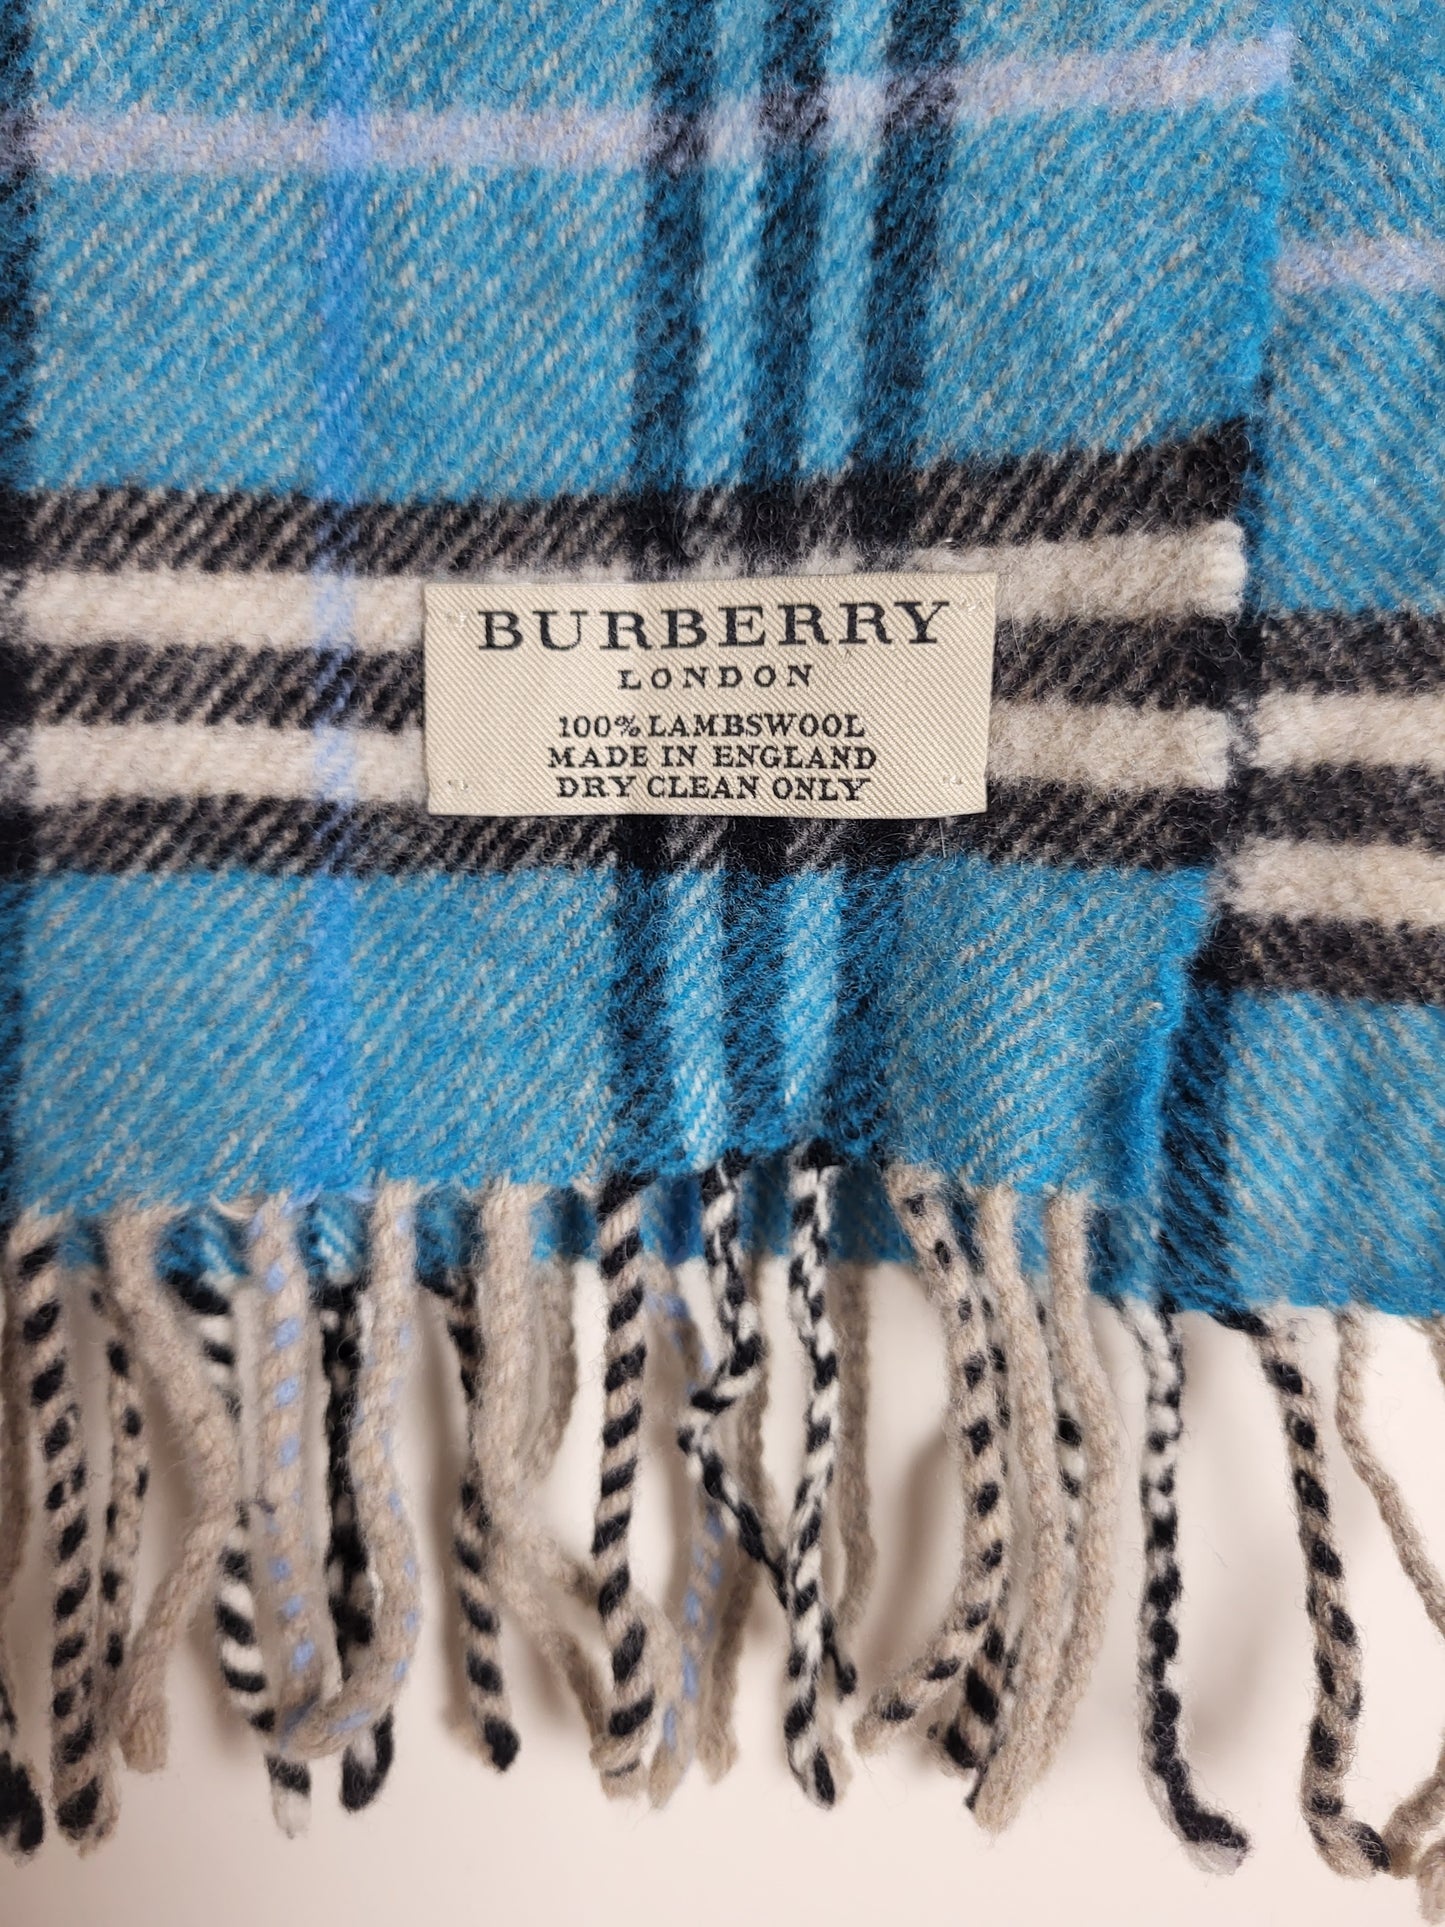 BURBERRY
LONDON
100% LAMBSWOOL
MADE IN ENGLAND
DRY CLEAN ONLY